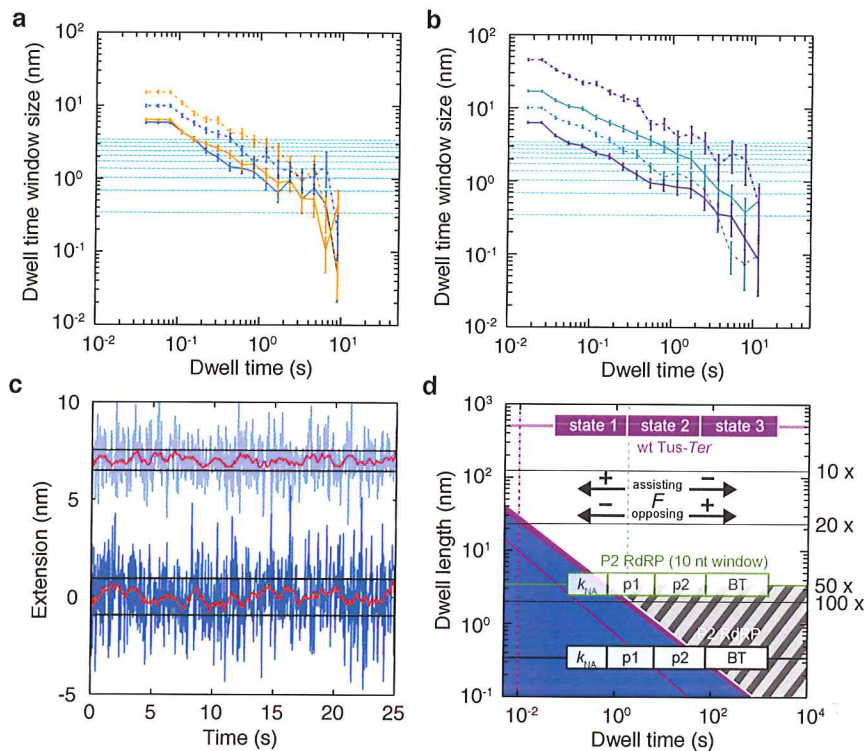 a
Dwell time window size (nm)
10² 10¹ 10⁰ 10⁻¹ 10⁻²
10⁻² 10⁻¹ 10⁰ 10¹
Dwell time (s)
b
Dwell time window size (nm)
10² 10¹ 10⁰ 10⁻¹ 10⁻²
10⁻² 10⁻¹ 10⁰ 10¹
Dwell time (s)
c
Extension (nm)
10 5 0 -5
0 5 10 15 20 25
Time (s)
d
Dwell length (nm)
10³ 10² 10¹ 10⁰ 10⁻¹
state 1 state 2 state 3
wt Tus-Ter
10 x
+ assisting −
F
− opposing +
20 x
P2 RdRP (10 nt window)
kNA p1 p2 BT
50 x
100 x
P2 RdRP
kNA p1 p2 BT
10⁻² 10⁰ 10² 10⁴
Dwell time (s)